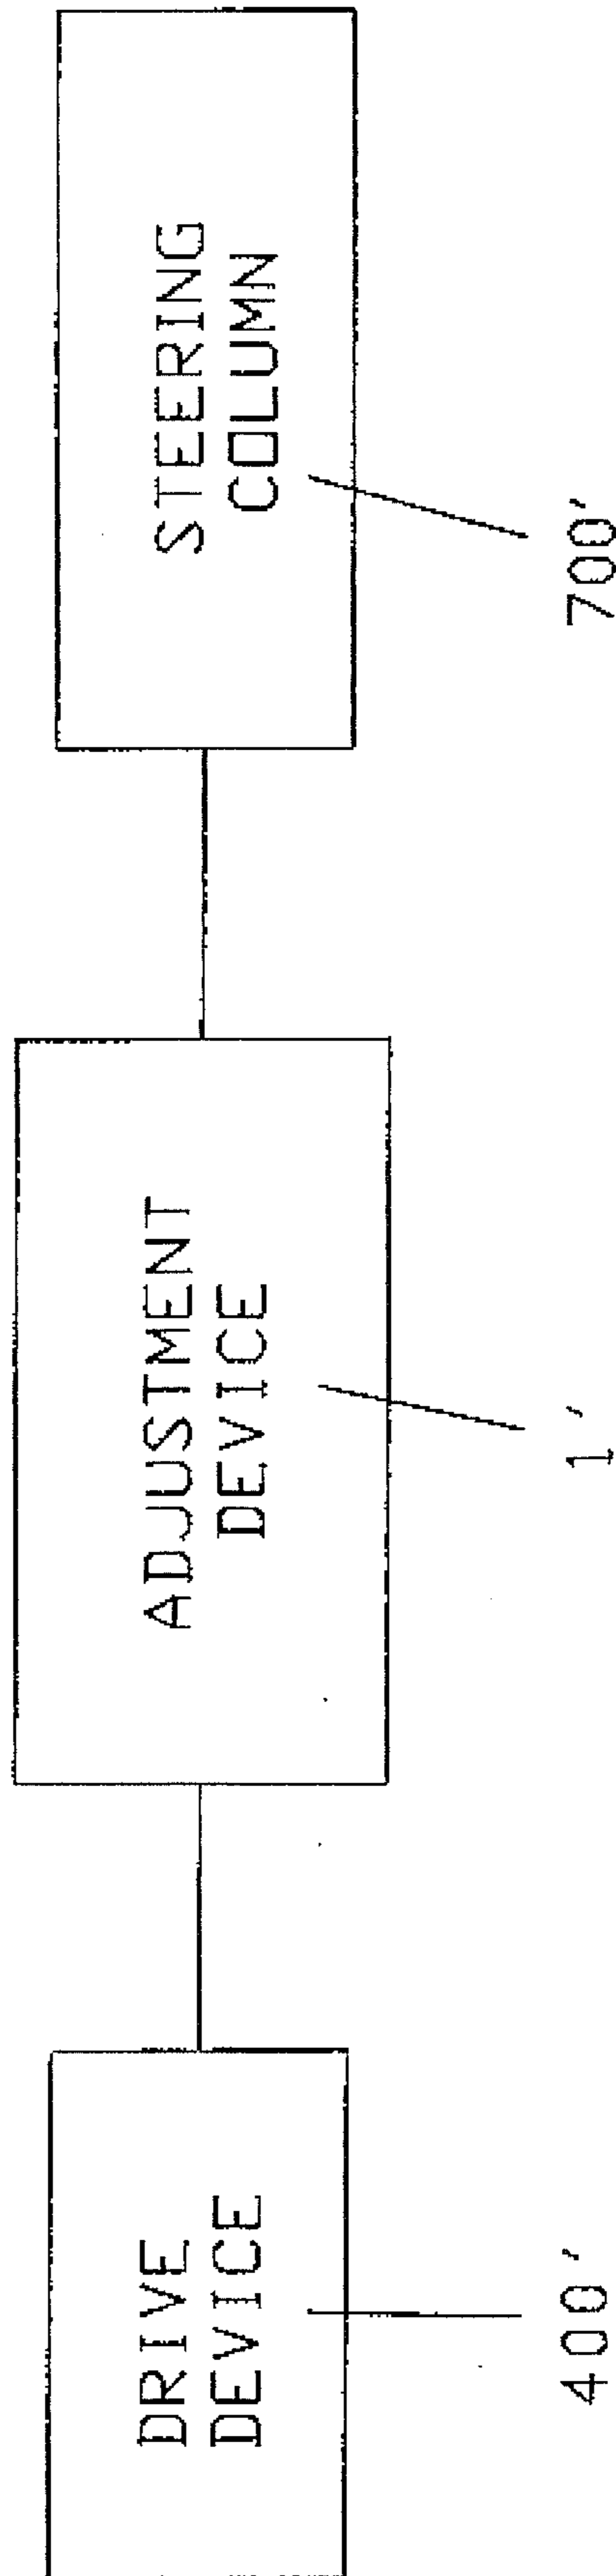 DRIVE
DEVICE
400'
ADJUSTMENT
DEVICE
1'
STEERING
COLUMN
700'